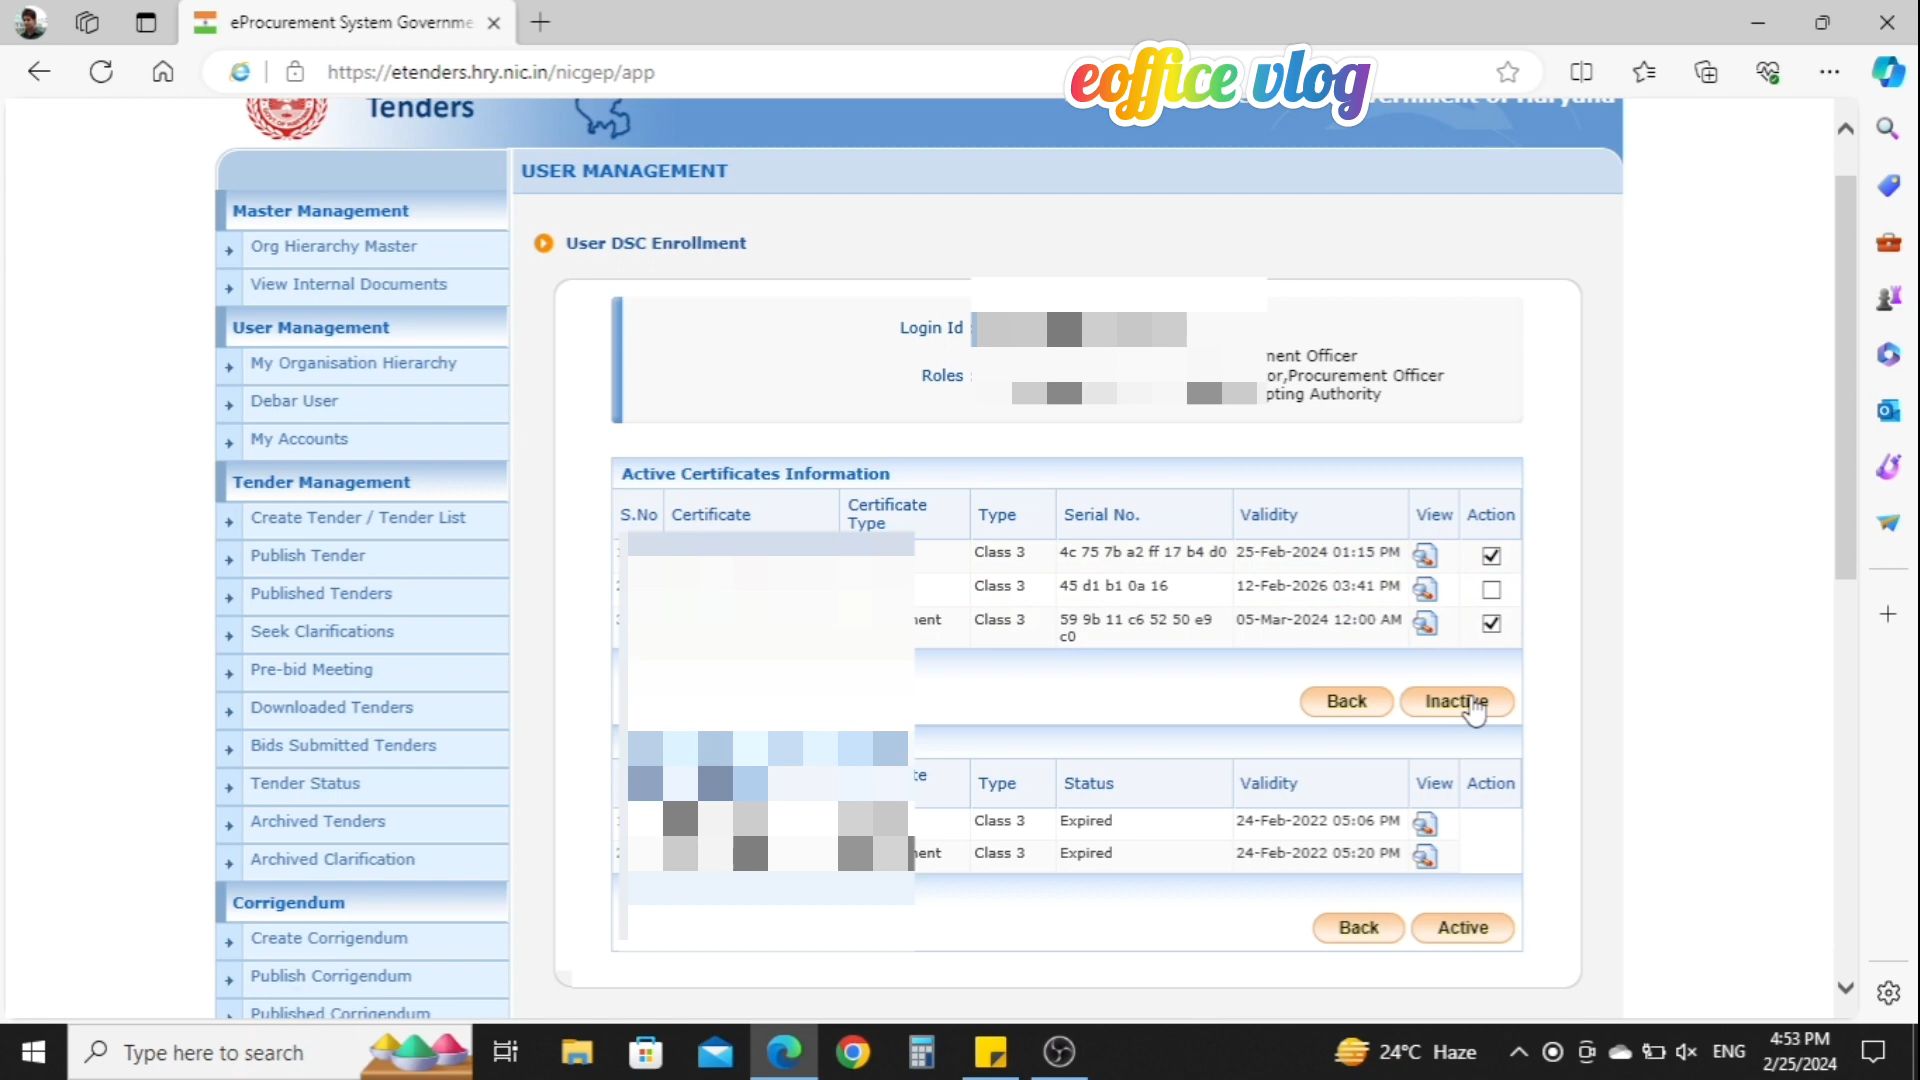 eProcurement System Governme
https://etenders.hry.nic.in/nicgep/app
eoffice vlog
Tenders
USER MANAGEMENT
Master Management
Org Hierarchy Master
View Internal Documents
User Management
My Organisation Hierarchy
Debar User
My Accounts
Tender Management
Create Tender / Tender List
Publish Tender
Published Tenders
Seek Clarifications
Pre-bid Meeting
Downloaded Tenders
Bids Submitted Tenders
Tender Status
Archived Tenders
Archived Clarification
Corrigendum
Create Corrigendum
Publish Corrigendum
Published Corrigendum
User DSC Enrollment
Login Id :
nent Officer
Roles : or,Procurement Officer
pting Authority
Active Certificates Information
S.No Certificate Certificate Type Type Serial No. Validity View Action
Class 3 4c 75 7b a2 ff 17 b4 d0 25-Feb-2024 01:15 PM
Class 3 45 d1 b1 0a 16 12-Feb-2026 03:41 PM
nent Class 3 59 9b 11 c6 52 50 e9 05-Mar-2024 12:00 AM
c0
Back Inactive
te Type Status Validity View Action
Class 3 Expired 24-Feb-2022 05:06 PM
nent Class 3 Expired 24-Feb-2022 05:20 PM
Back Active
Type here to search
24°C Haze
ENG
4:53 PM
2/25/2024